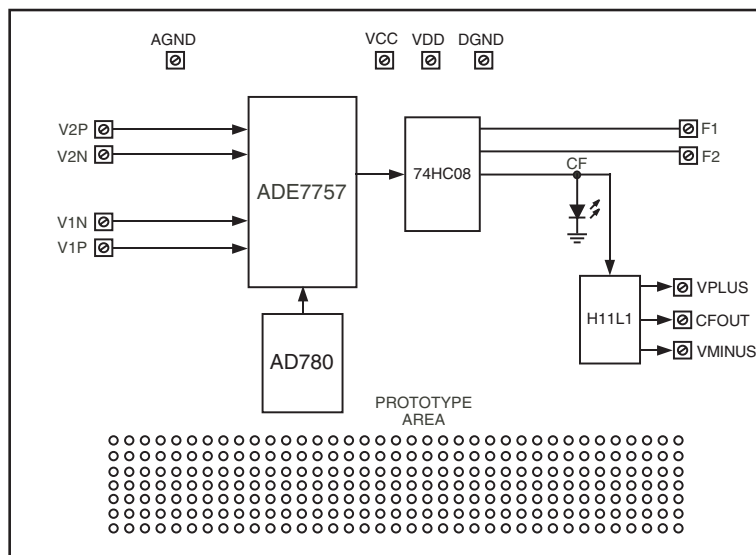 AGND
VCC
VDD
DGND
V2P
V2N
V1N
V1P
ADE7757
74HC08
F1
F2
CF
H11L1
VPLUS
CFOUT
VMINUS
AD780
PROTOTYPE
AREA